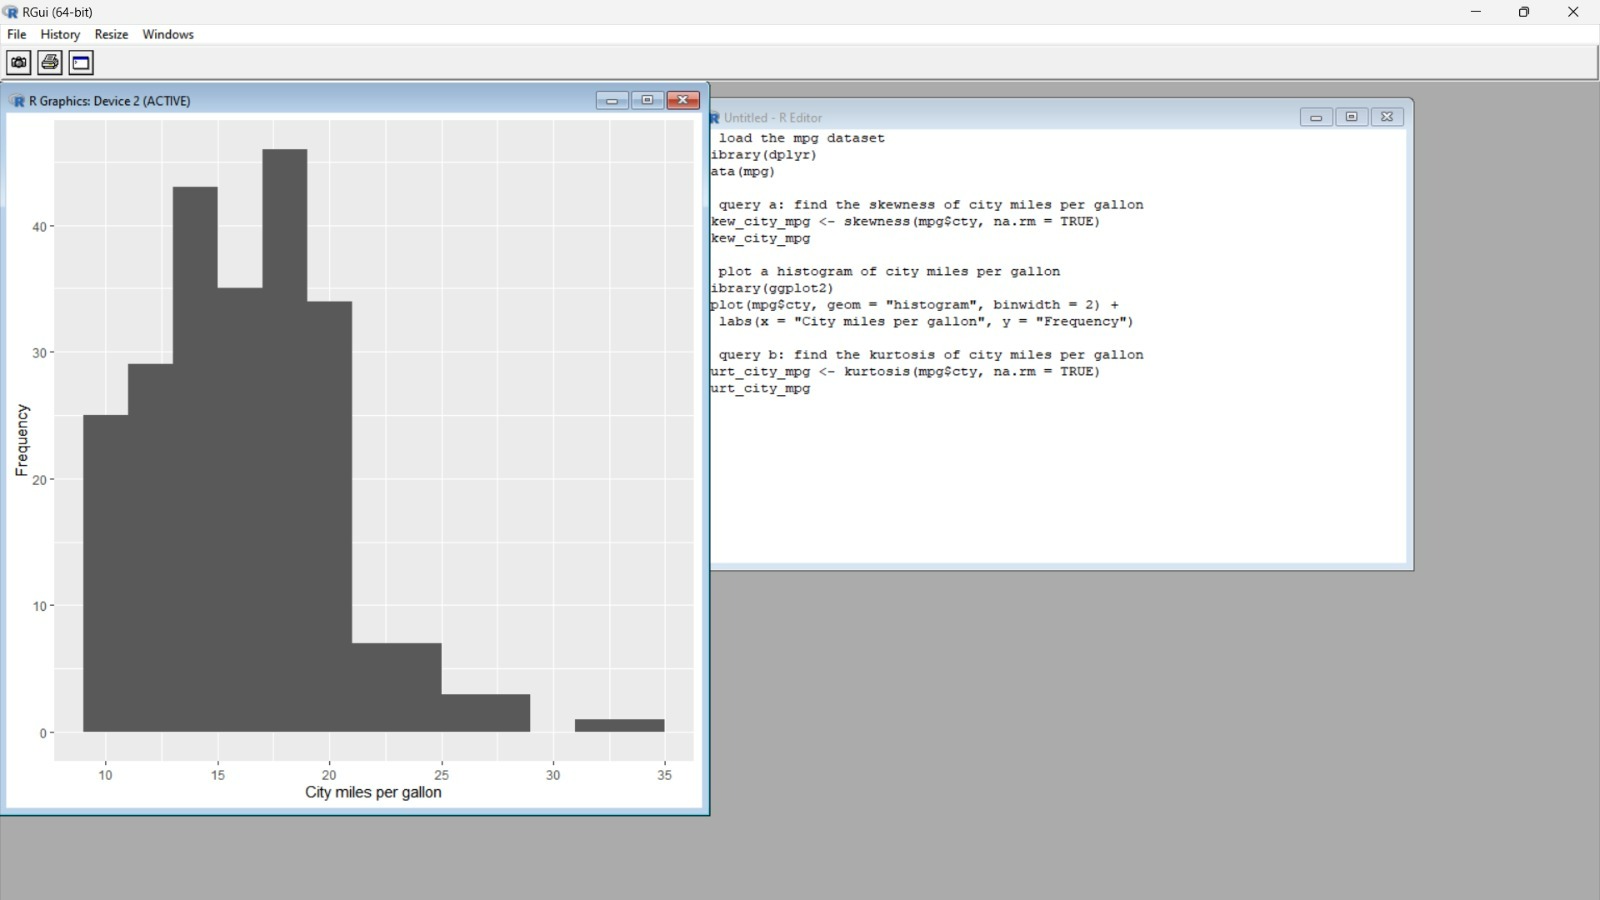 RGui (64-bit)
File History Resize Windows
R Graphics: Device 2 (ACTIVE)
40
30
20
10
0
Frequency
10 15 20 25 30 35
City miles per gallon
Untitled - R Editor
load the mpg dataset
ibrary(dplyr)
ata(mpg)
query a: find the skewness of city miles per gallon
kew_city_mpg <- skewness(mpg$cty, na.rm = TRUE)
kew_city_mpg
plot a histogram of city miles per gallon
ibrary(ggplot2)
plot(mpg$cty, geom = "histogram", binwidth = 2) +
labs(x = "City miles per gallon", y = "Frequency")
query b: find the kurtosis of city miles per gallon
urt_city_mpg <- kurtosis(mpg$cty, na.rm = TRUE)
urt_city_mpg